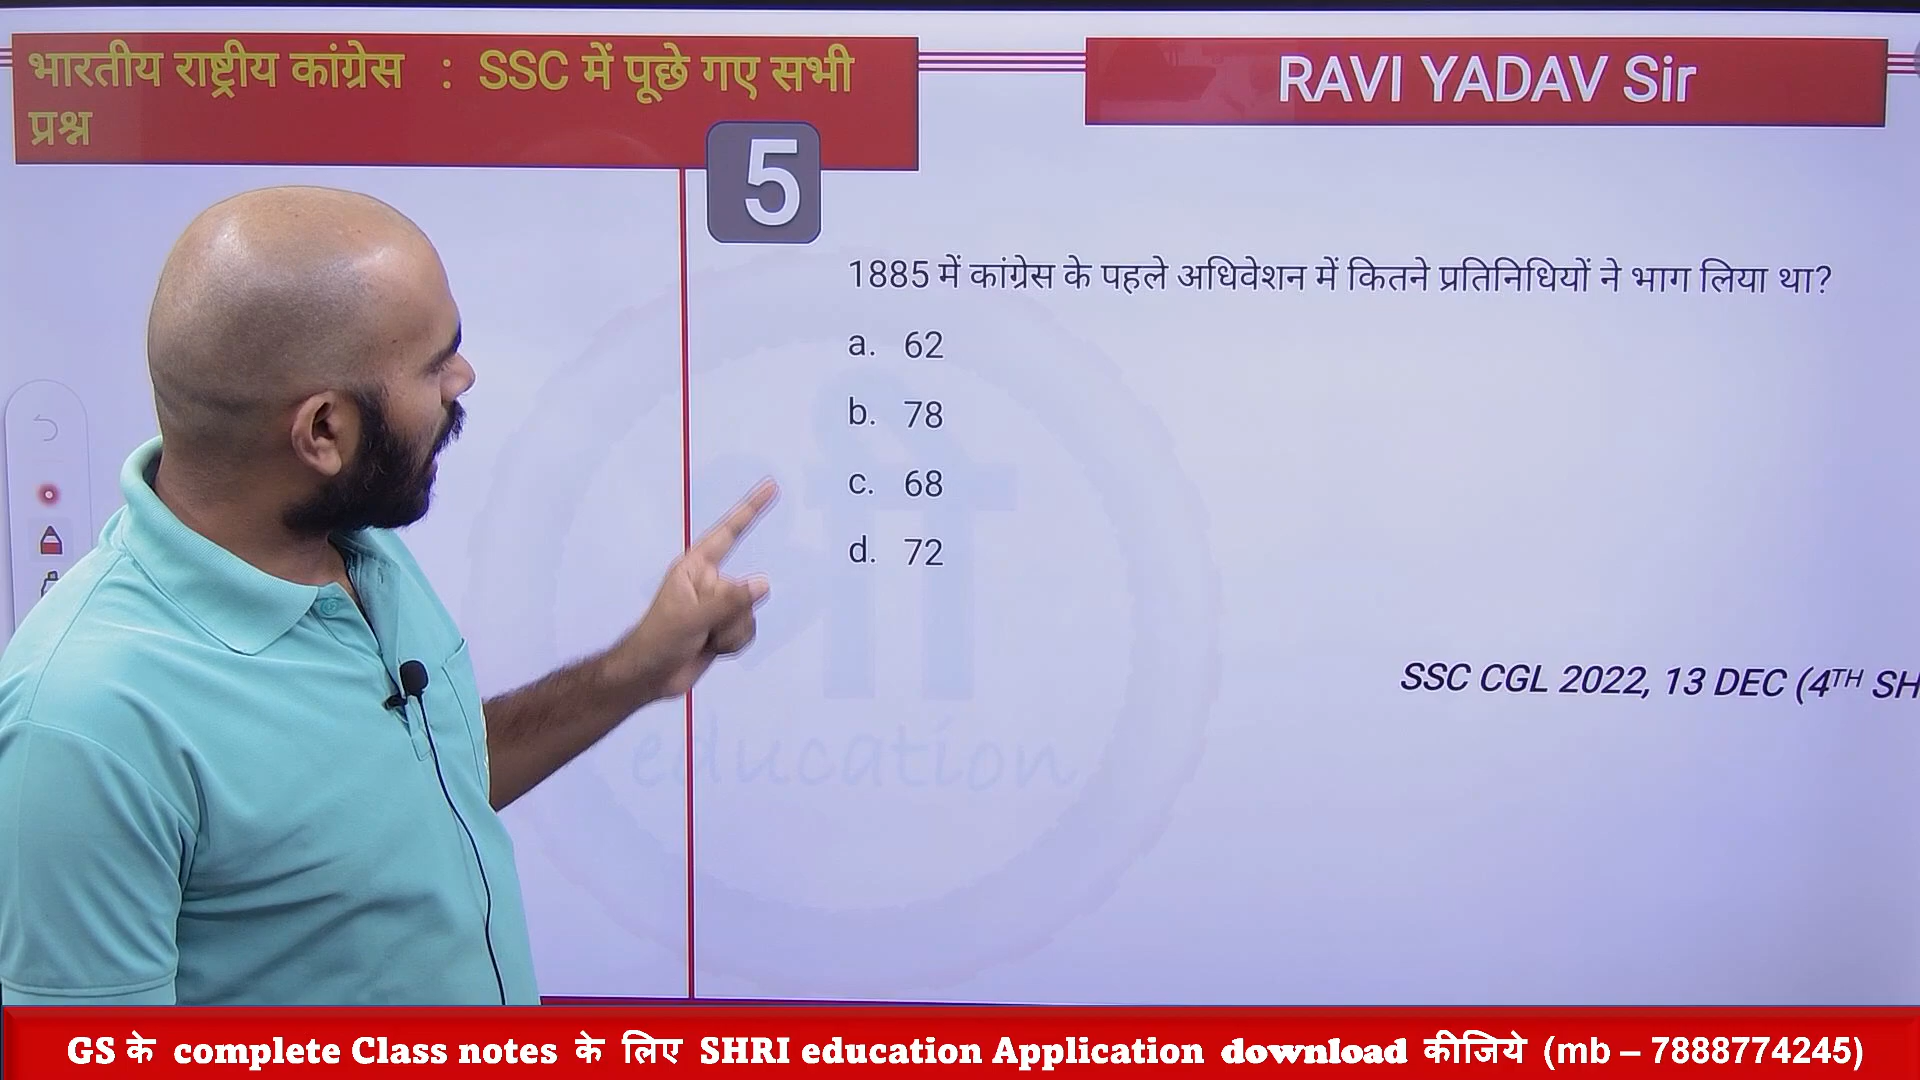 भारतीय राष्ट्रीय कांग्रेस : SSC में पूछे गए सभी
प्रश्न
RAVI YADAV Sir
5
1885 में कांग्रेस के पहले अधिवेशन में कितने प्रतिनिधियों ने भाग लिया था?
a. 62
b. 78
c. 68
d. 72
SSC CGL 2022, 13 DEC (4TH SH
श्री
education
GS के complete Class notes के लिए SHRI education Application download कीजिये (mb – 7888774245)